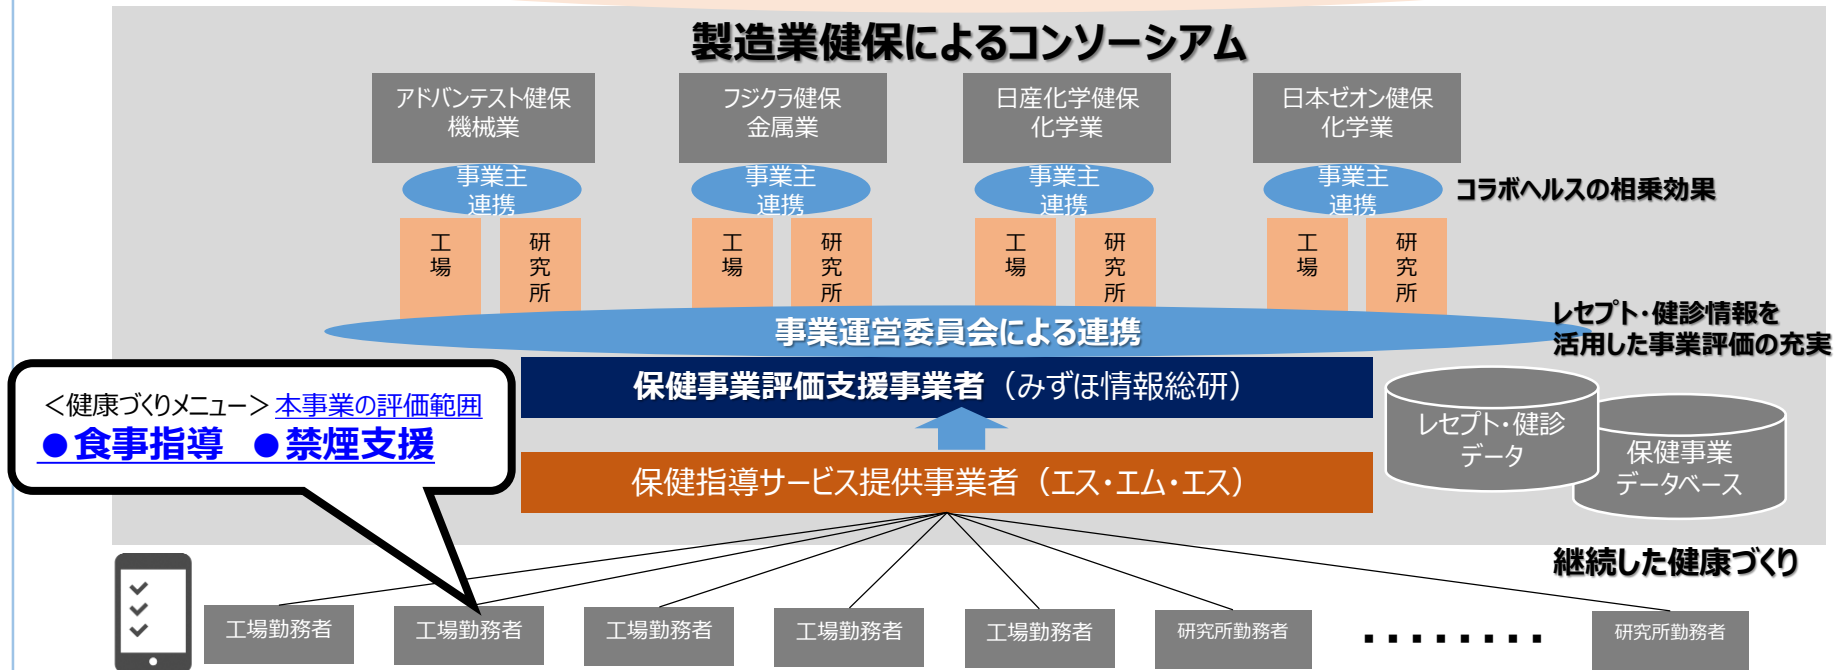 製造業健保によるコンソーシアム
アドバンテスト健保
機械業
フジクラ健保
金属業
日産化学健保
化学業
日本ゼオン健保
化学業
事業主
連携
事業主
連携
事業主
連携
事業主
連携
コラボヘルスの相乗効果
工場
研究所
工場
研究所
工場
研究所
工場
研究所
事業運営委員会による連携
レセプト・健診情報を
活用した事業評価の充実
保健事業評価支援事業者（みずほ情報総研）
＜健康づくりメニュー＞本事業の評価範囲
●食事指導　●禁煙支援
レセプト・健診
データ
保健事業
データベース
保健指導サービス提供事業者（エス・エム・エス）
継続した健康づくり
工場勤務者
工場勤務者
工場勤務者
工場勤務者
工場勤務者
研究所勤務者
........
研究所勤務者